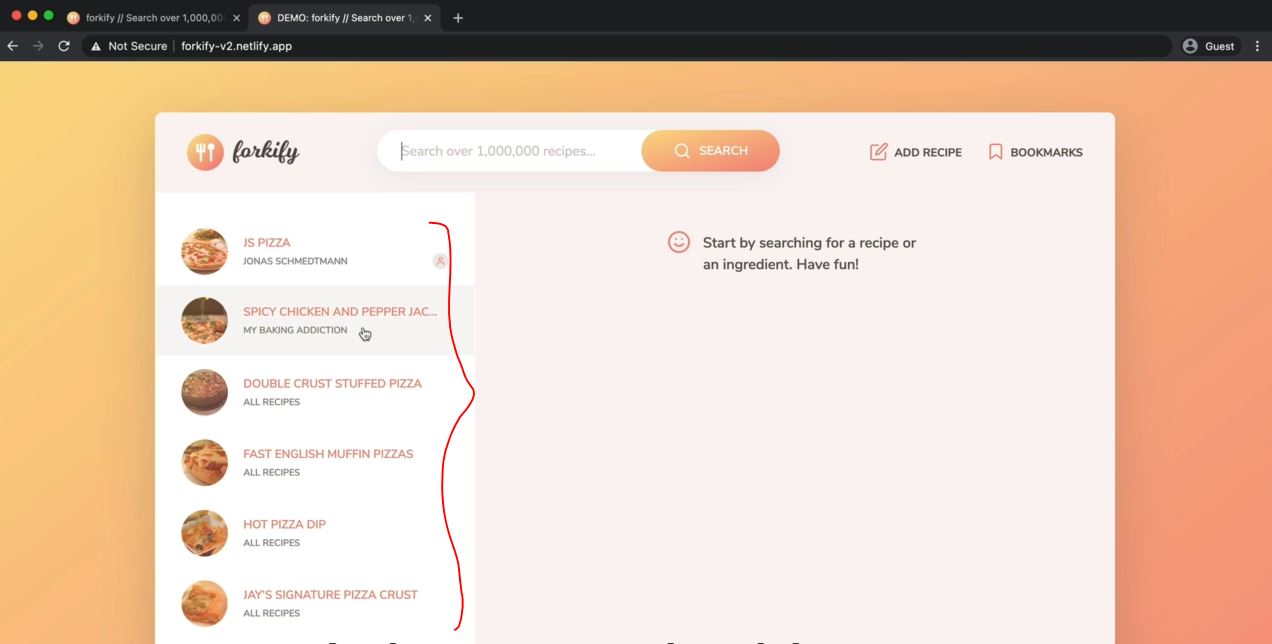 forkify // Search over 1,000,00
DEMO: forkify // Search over 1,
Not Secure
forkify-v2.netlify.app
Guest
forkify
Search over 1,000,000 recipes...
SEARCH
ADD RECIPE
BOOKMARKS
JS PIZZA
JONAS SCHMEDTMANN
SPICY CHICKEN AND PEPPER JAC...
MY BAKING ADDICTION
DOUBLE CRUST STUFFED PIZZA
ALL RECIPES
FAST ENGLISH MUFFIN PIZZAS
ALL RECIPES
HOT PIZZA DIP
ALL RECIPES
JAY'S SIGNATURE PIZZA CRUST
ALL RECIPES
Start by searching for a recipe or
an ingredient. Have fun!